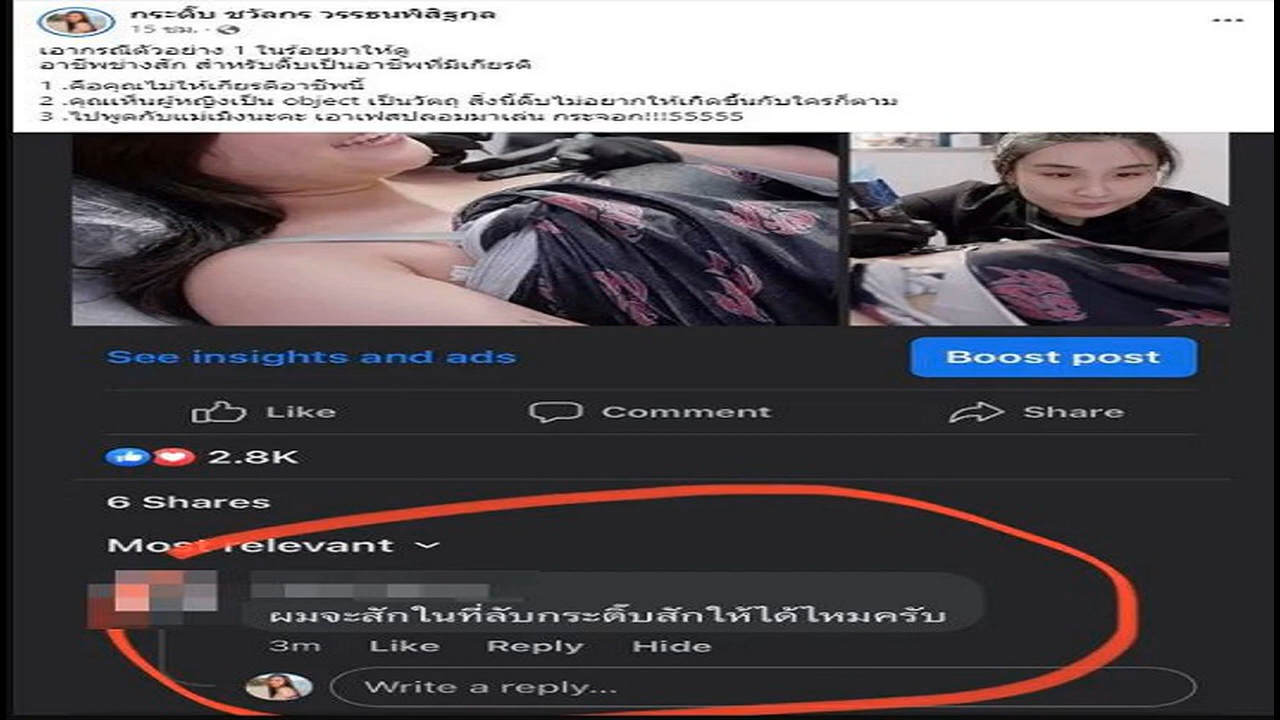 กระติ๊บ ชวัลกร วรรธนพิสิฐกุล
15 ชม. ·
เอากรณีตัวอย่าง 1 ในร้อยมาให้ดู
อาชีพช่างสัก สำหรับติ๊บเป็นอาชีพที่มีเกียรติ
1 .คือคุณไม่ให้เกียรติอาชีพนี้
2 .คุณเห็นผู้หญิงเป็น object เป็นวัตถุ สิ่งนี้ติ๊บไม่อยากให้เกิดขึ้นกับใครก็ตาม
3 .ไปพูดกับแม่เมิงนะคะ เอาเฟสปลอมมาเล่น กระจอก!!!55555
See insights and ads
Boost post
Like
Comment
Share
2.8K
6 Shares
Most relevant
ผมจะสักในที่ลับกระติ๊บสักให้ได้ไหมครับ
3m Like Reply Hide
Write a reply...